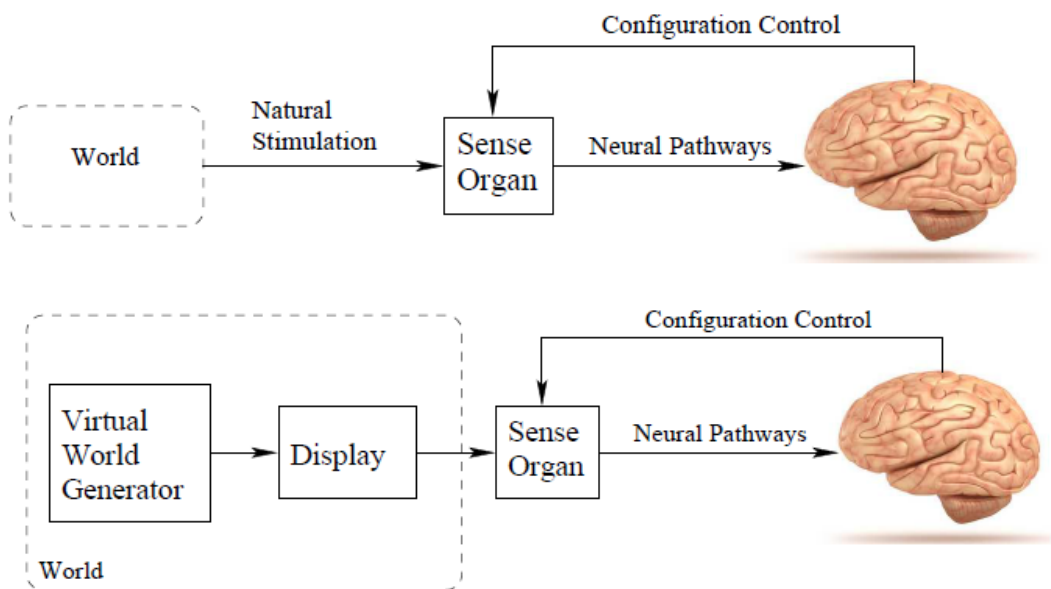 Configuration Control
Natural
Stimulation
World
Sense
Organ
Neural Pathways
Configuration Control
Virtual
World
Generator
Display
Sense
Organ
Neural Pathways
World